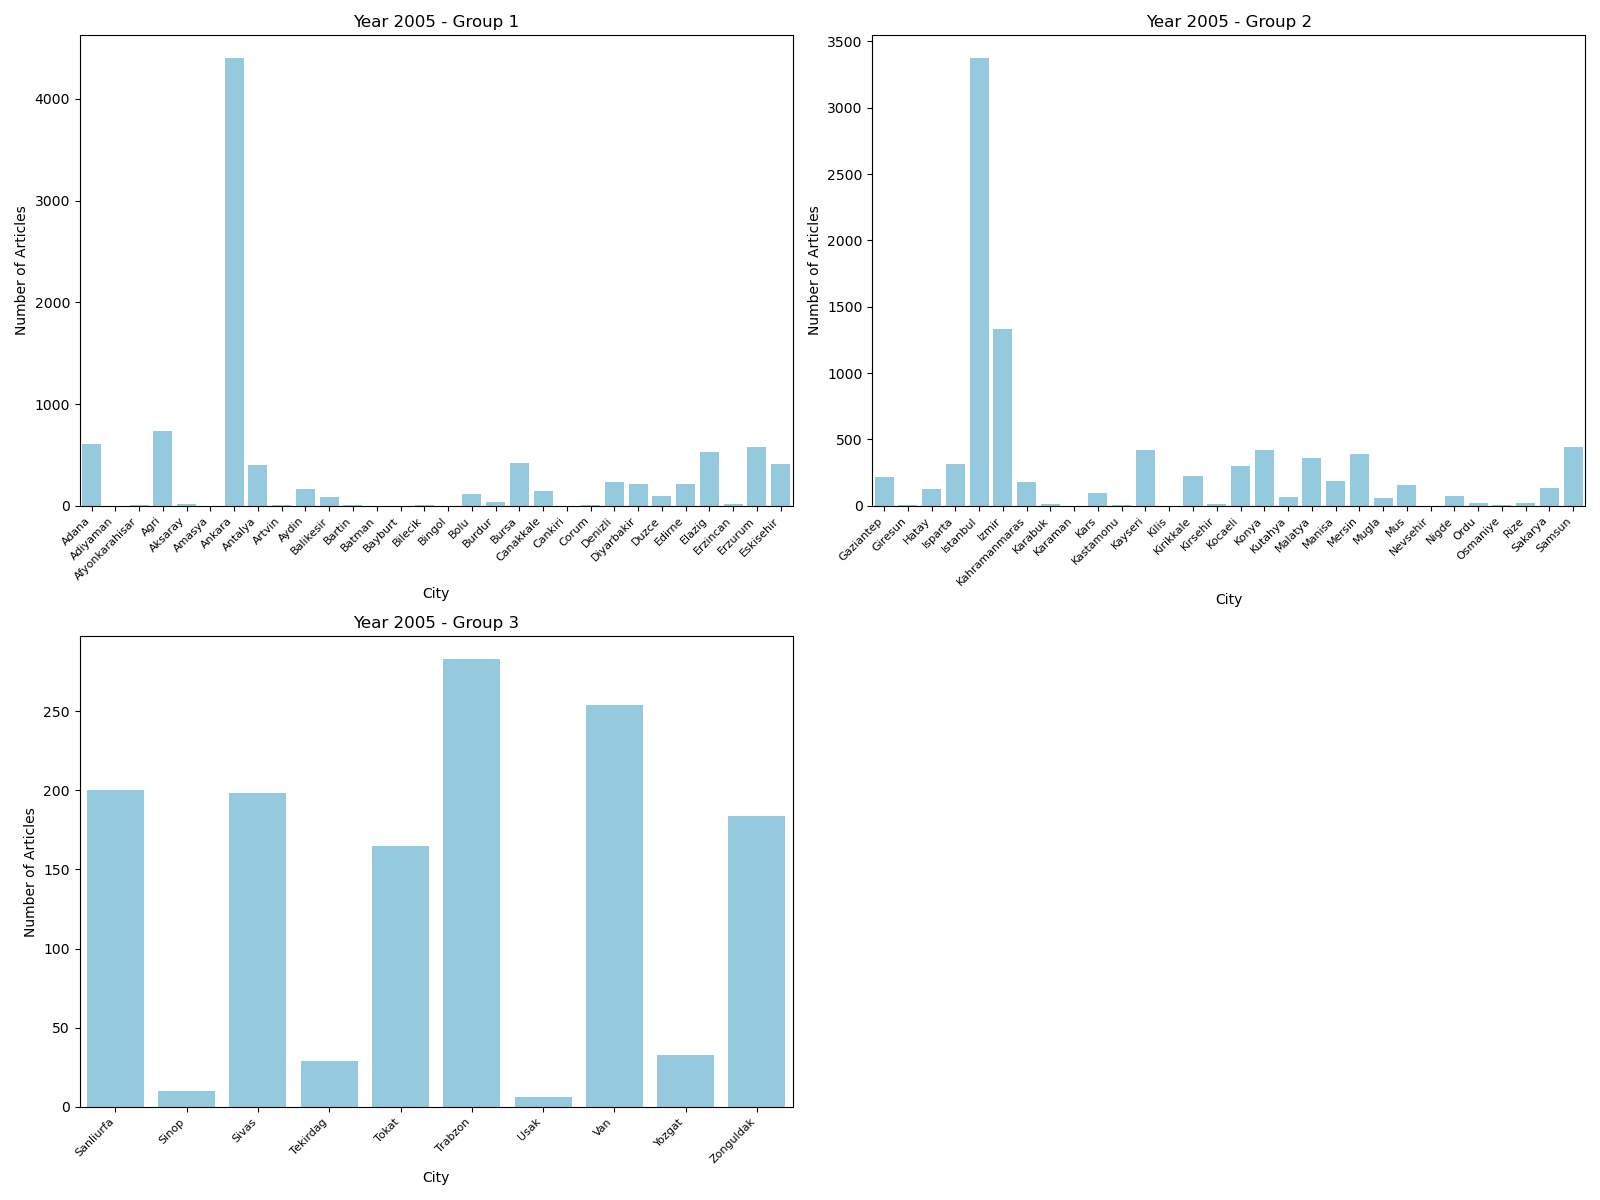 Year 2005 - Group 1
Number of Articles
4000
3000
2000
1000
0
Adana
Adiyaman
Afyonkarahisar
Agri
Aksaray
Amasya
Ankara
Antalya
Artvin
Aydin
Balikesir
Bartin
Batman
Bayburt
Bilecik
Bingol
Bolu
Burdur
Bursa
Canakkale
Cankiri
Corum
Denizli
Diyarbakir
Duzce
Edirne
Elazig
Erzincan
Erzurum
Eskisehir
City
Year 2005 - Group 2
Number of Articles
3500
3000
2500
2000
1500
1000
500
0
Gaziantep
Giresun
Hatay
Isparta
Istanbul
Izmir
Kahramanmaras
Karabuk
Karaman
Kars
Kastamonu
Kayseri
Kilis
Kirikkale
Kirsehir
Kocaeli
Konya
Kutahya
Malatya
Manisa
Mersin
Mugla
Mus
Nevsehir
Nigde
Ordu
Osmaniye
Rize
Sakarya
Samsun
City
Year 2005 - Group 3
Number of Articles
250
200
150
100
50
0
Sanliurfa
Sinop
Sivas
Tekirdag
Tokat
Trabzon
Usak
Van
Yozgat
Zonguldak
City